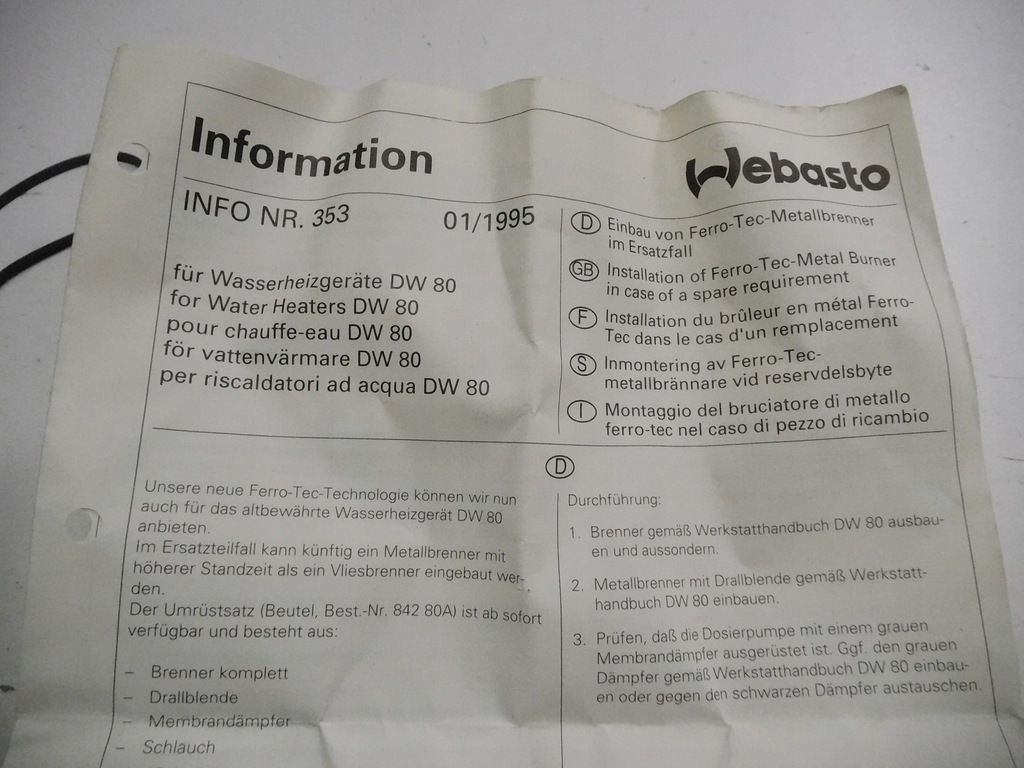 Information
Webasto
INFO NR. 353 01/1995
für Wasserheizgeräte DW 80
for Water Heaters DW 80
pour chauffe-eau DW 80
för vattenvärmare DW 80
per riscaldatori ad acqua DW 80
D Einbau von Ferro-Tec-Metallbrenner
im Ersatzfall
GB Installation of Ferro-Tec-Metal Burner
in case of a spare requirement
F Installation du brûleur en métal Ferro-
Tec dans le cas d'un remplacement
S Inmontering av Ferro-Tec-
metallbrännare vid reservdelsbyte
I Montaggio del bruciatore di metallo
ferro-tec nel caso di pezzo di ricambio
D
Unsere neue Ferro-Tec-Technologie können wir nun
auch für das altbewährte Wasserheizgerät DW 80
anbieten.
Im Ersatzteilfall kann künftig ein Metallbrenner mit
höherer Standzeit als ein Vliesbrenner eingebaut wer-
den.
Der Umrüstsatz (Beutel, Best.-Nr. 842 80A) ist ab sofort
verfügbar und besteht aus:
– Brenner komplett
– Drallblende
– Membrandämpfer
– Schlauch
Durchführung:
1. Brenner gemäß Werkstatthandbuch DW 80 ausbau-
en und aussondern.
2. Metallbrenner mit Drallblende gemäß Werkstatt-
handbuch DW 80 einbauen.
3. Prüfen, daß die Dosierpumpe mit einem grauen
Membrandämpfer ausgerüstet ist. Ggf. den grauen
Dämpfer gemäß Werkstatthandbuch DW 80 einbau-
en oder gegen den schwarzen Dämpfer austauschen.